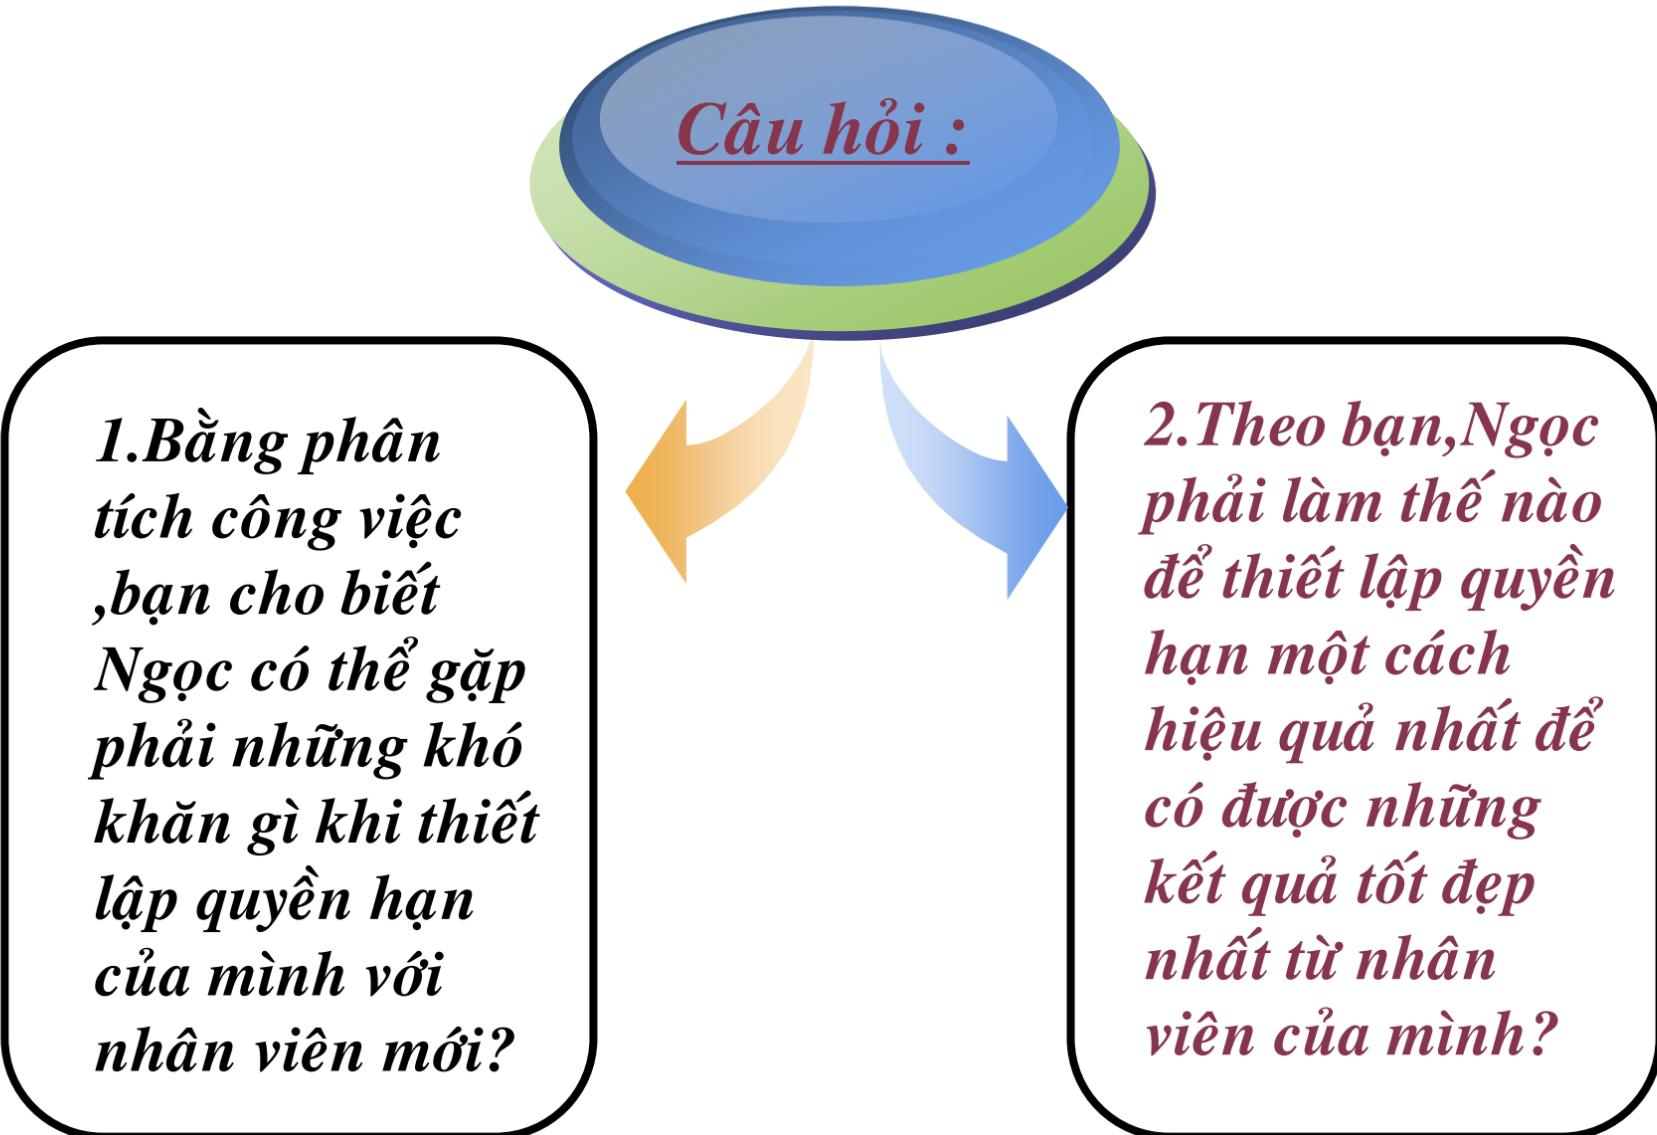 Câu hỏi :
1.Bằng phân
tích công việc
,bạn cho biết
Ngọc có thể gặp
phải những khó
khăn gì khi thiết
lập quyền hạn
của mình với
nhân viên mới?
2.Theo bạn,Ngọc
phải làm thế nào
để thiết lập quyền
hạn một cách
hiệu quả nhất để
có được những
kết quả tốt đẹp
nhất từ nhân
viên của mình?